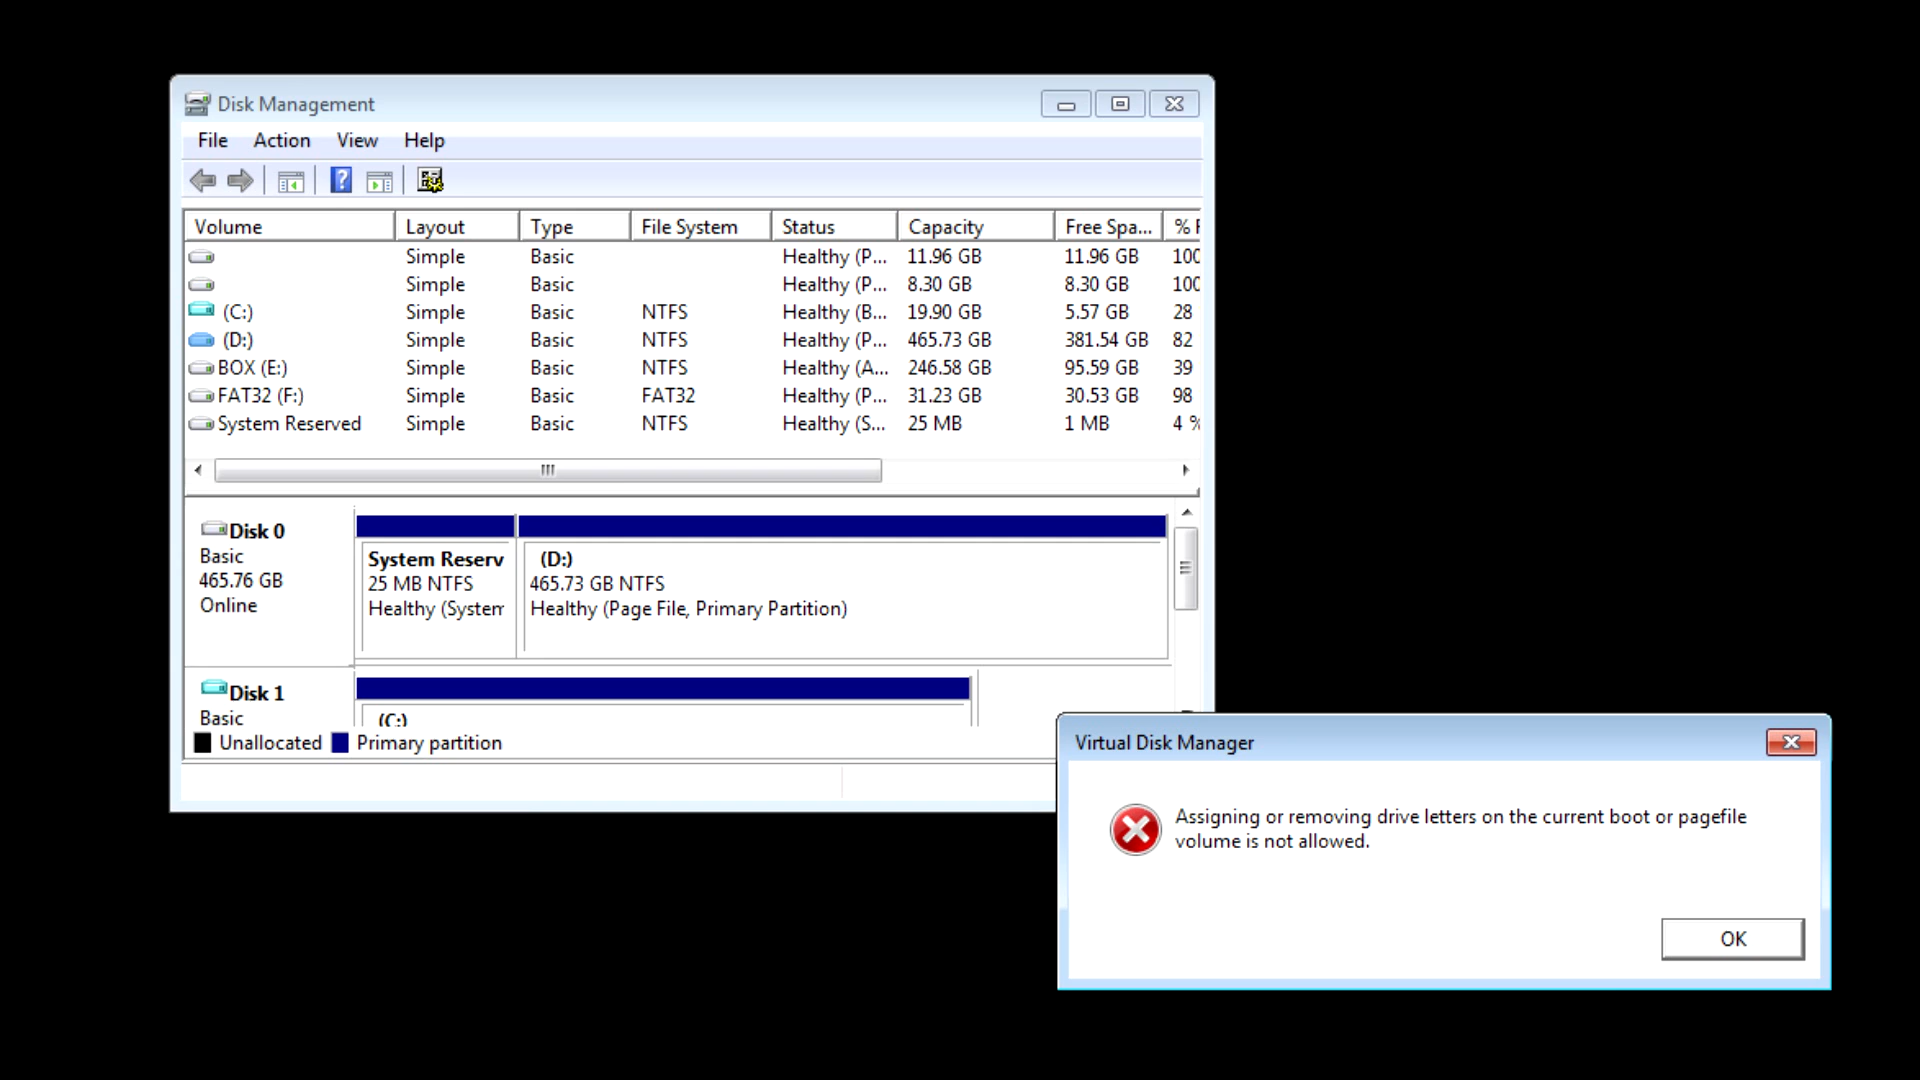 Disk Management
File Action View Help
Volume Layout Type File System Status Capacity Free Spa... %
Simple Basic Healthy (P... 11.96 GB 11.96 GB 100
Simple Basic Healthy (P... 8.30 GB 8.30 GB 100
(C:) Simple Basic NTFS Healthy (B... 19.90 GB 5.57 GB 28
(D:) Simple Basic NTFS Healthy (P... 465.73 GB 381.54 GB 82
BOX (E:) Simple Basic NTFS Healthy (A... 246.58 GB 95.59 GB 39
FAT32 (F:) Simple Basic FAT32 Healthy (P... 31.23 GB 30.53 GB 98
System Reserved Simple Basic NTFS Healthy (S... 25 MB 1 MB 4 %
Disk 0
Basic
465.76 GB
Online
System Reserv
25 MB NTFS
Healthy (System
(D:)
465.73 GB NTFS
Healthy (Page File, Primary Partition)
Disk 1
Basic
(C:)
Unallocated Primary partition
Virtual Disk Manager
Assigning or removing drive letters on the current boot or pagefile
volume is not allowed.
OK